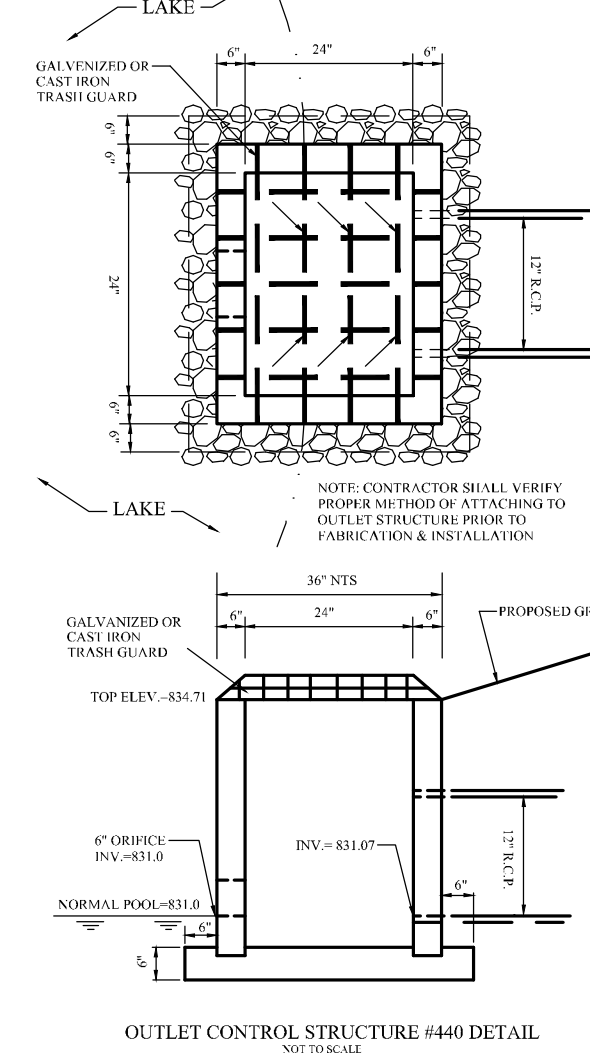 LAKE
6"
24"
6"
GALVENIZED OR
CAST IRON
TRASH GUARD
6"
6"
24"
12" R.C.P.
6"
6"
LAKE
NOTE: CONTRACTOR SHALL VERIFY
PROPER METHOD OF ATTACHING TO
OUTLET STRUCTURE PRIOR TO
FABRICATION & INSTALLATION
36" NTS
6"
24"
6"
GALVANIZED OR
CAST IRON
TRASH GUARD
PROPOSED GR
TOP ELEV.=834.71
6" ORIFICE
INV.=831.0
INV.= 831.07
12" R.C.P.
6"
NORMAL POOL=831.0
6"
6"
OUTLET CONTROL STRUCTURE #440 DETAIL
NOT TO SCALE